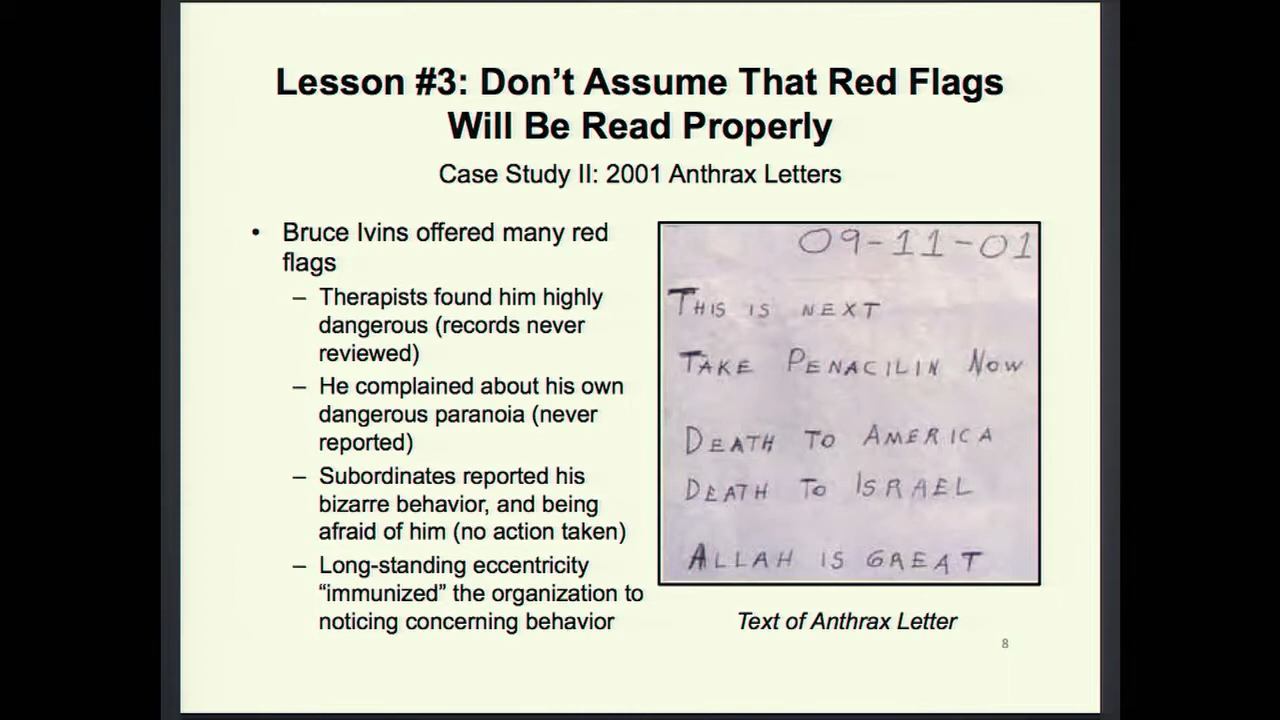 Lesson #3: Don't Assume That Red Flags
Will Be Read Properly
Case Study II: 2001 Anthrax Letters
• Bruce Ivins offered many red
flags
– Therapists found him highly
dangerous (records never
reviewed)
– He complained about his own
dangerous paranoia (never
reported)
– Subordinates reported his
bizarre behavior, and being
afraid of him (no action taken)
– Long-standing eccentricity
“immunized” the organization to
noticing concerning behavior
09-11-01
THIS IS NEXT
TAKE PENACILIN NOW
DEATH TO AMERICA
DEATH TO ISRAEL
ALLAH IS GREAT
Text of Anthrax Letter
8